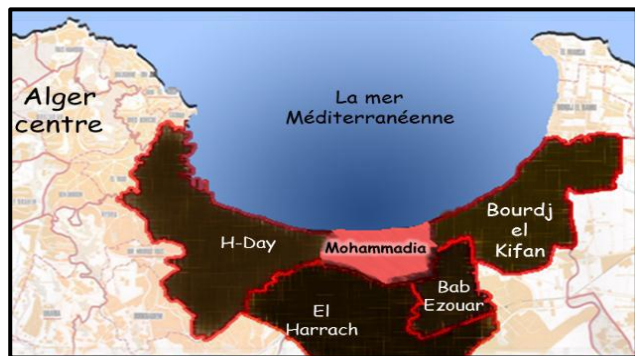 Alger
centre
La mer
Méditerranéenne
H-Day
Mohammadia
Bourdj
el
Kifan
Bab
Ezouar
El
Harrach